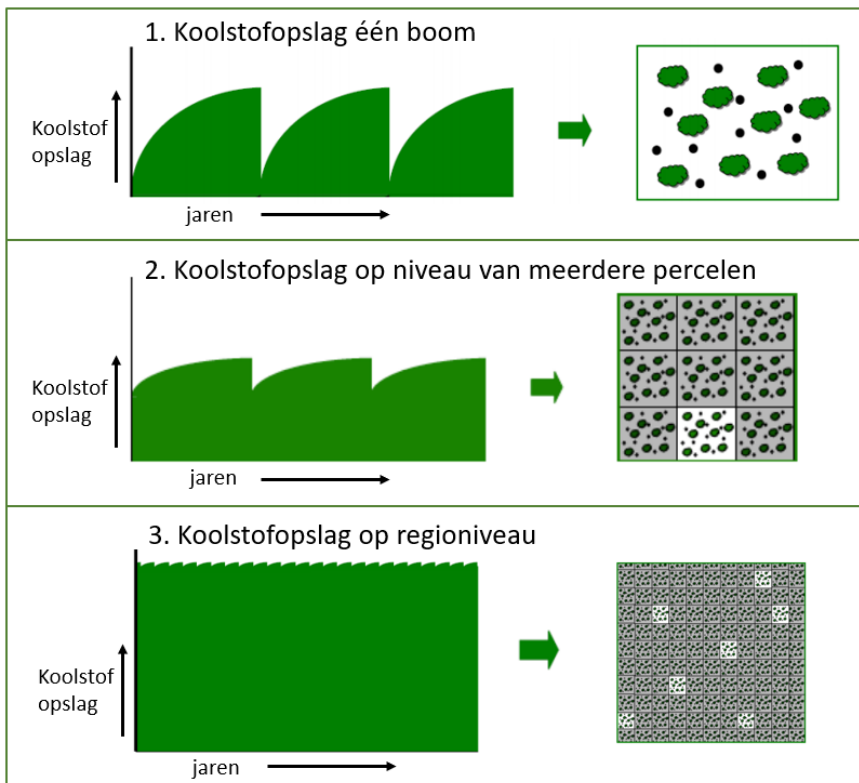 1. Koolstofopslag één boom
Koolstof
opslag
jaren
2. Koolstofopslag op niveau van meerdere percelen
Koolstof
opslag
jaren
3. Koolstofopslag op regioniveau
Koolstof
opslag
jaren